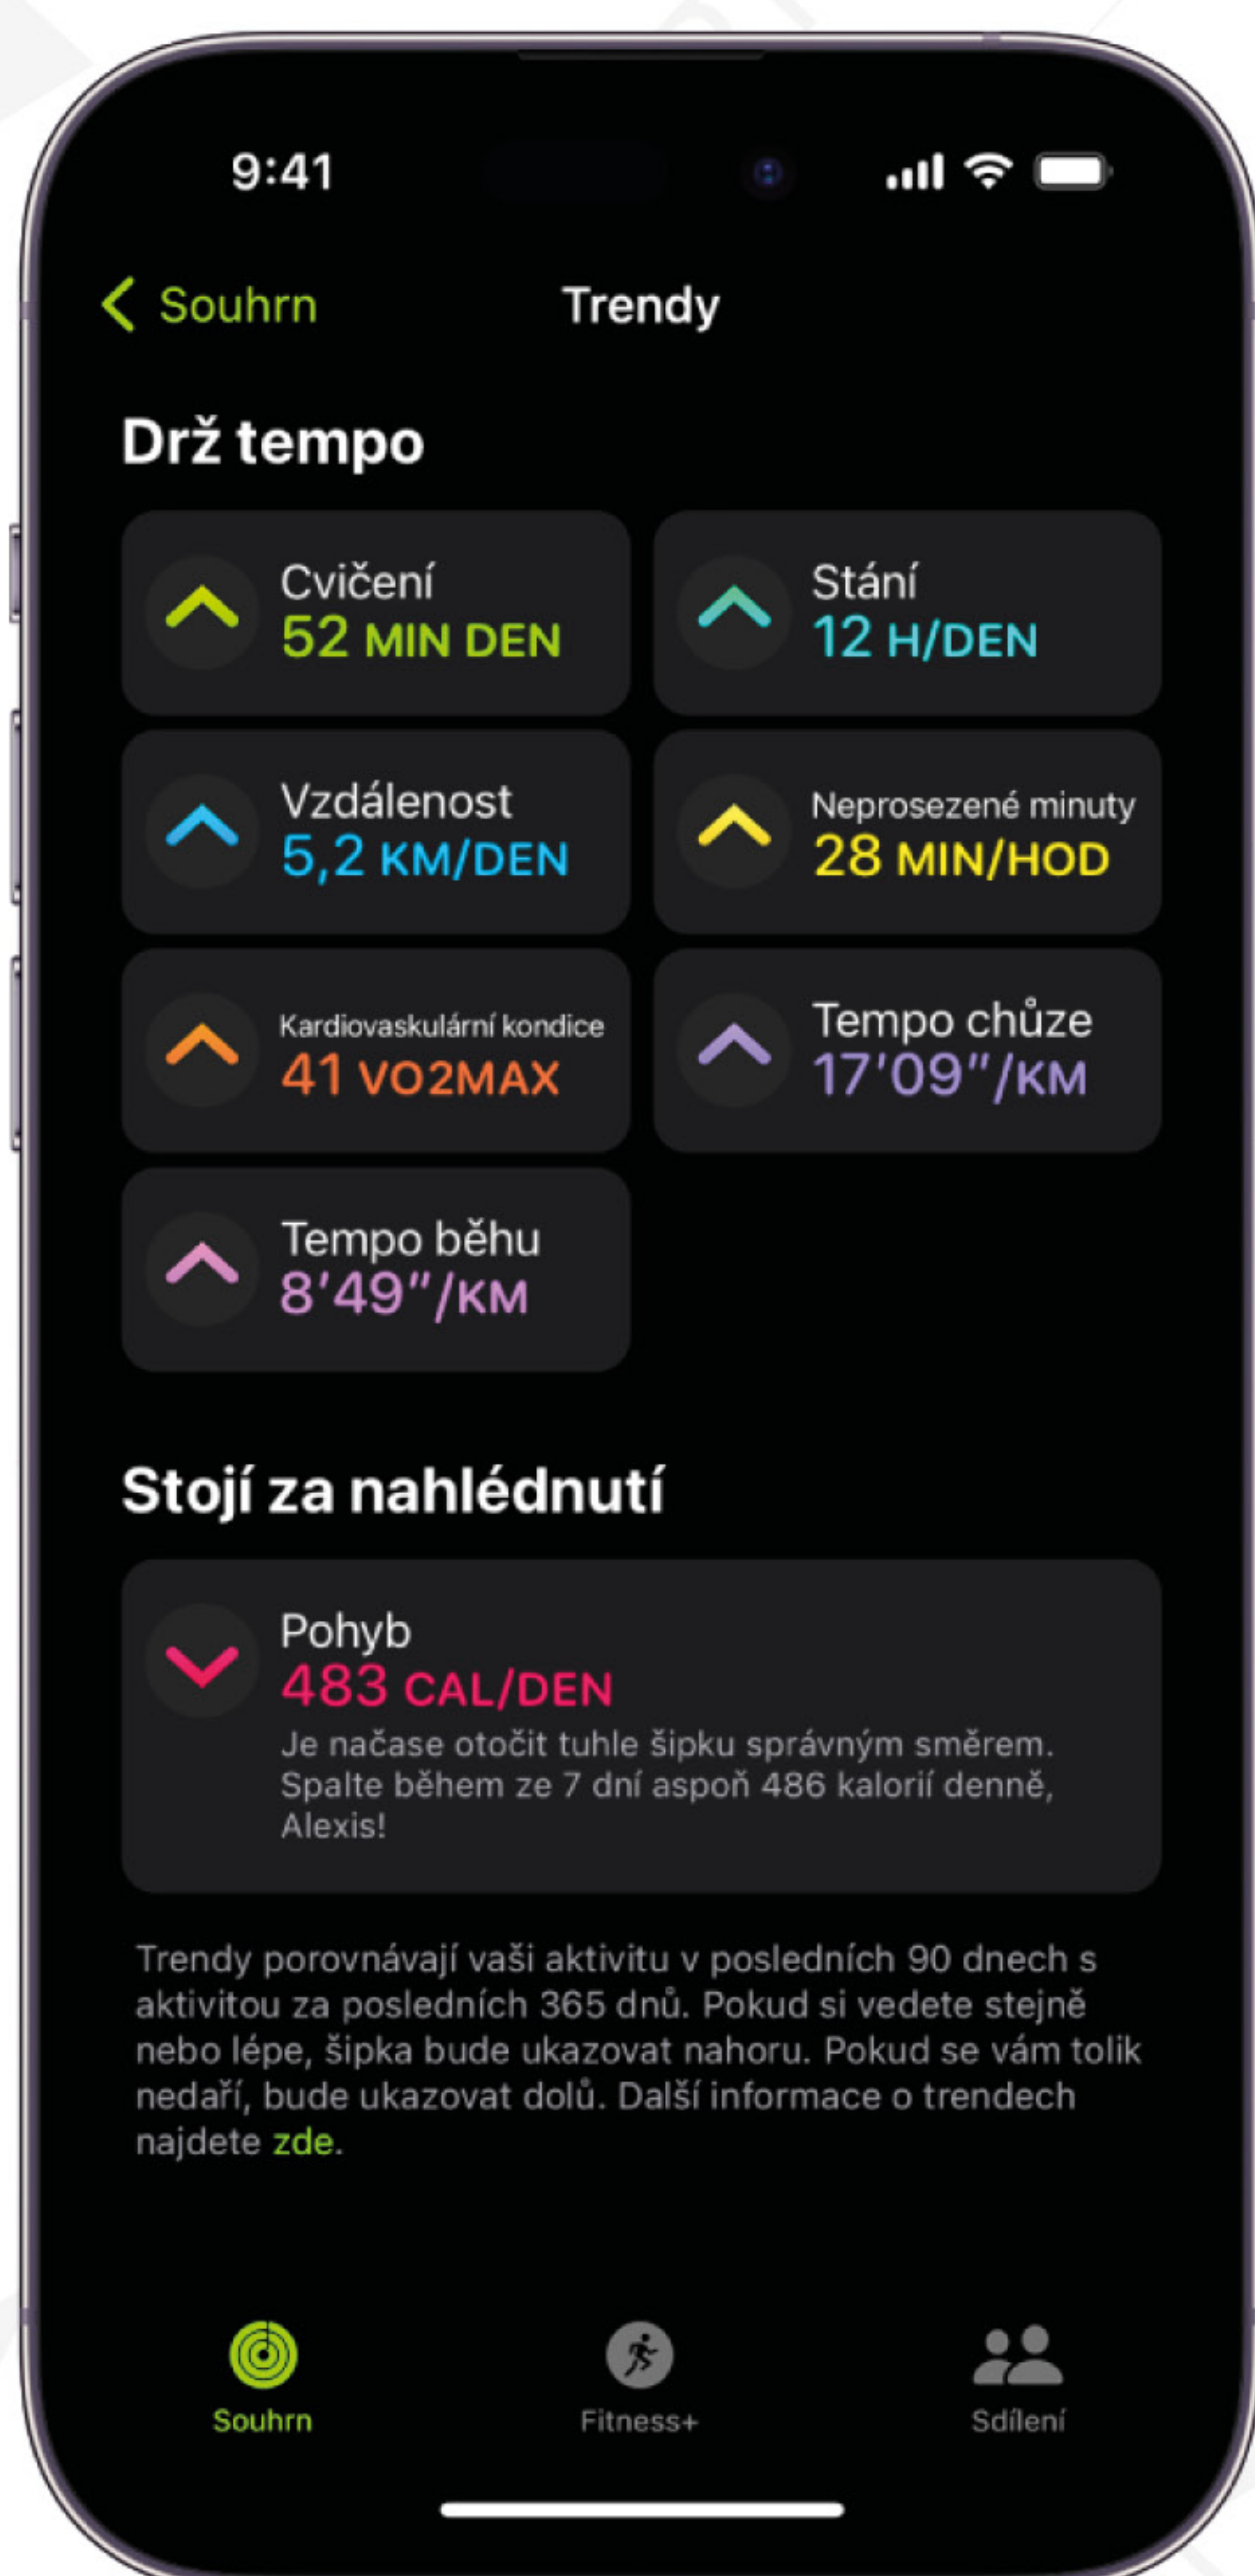 9:41
Souhrn
Trendy
Drž tempo
Cvičení
52 MIN DEN
Stání
12 H/DEN
Vzdálenost
5,2 KM/DEN
Neprosezené minuty
28 MIN/HOD
Kardiovaskulární kondice
41 VO2MAX
Tempo chůze
17'09"/KM
Tempo běhu
8'49"/KM
Stojí za nahlédnutí
Pohyb
483 CAL/DEN
Je načase otočit tuhle šipku správným směrem.
Spalte během ze 7 dní aspoň 486 kalorií denně,
Alexis!
Trendy porovnávají vaši aktivitu v posledních 90 dnech s
aktivitou za posledních 365 dnů. Pokud si vedete stejně
nebo lépe, šipka bude ukazovat nahoru. Pokud se vám tolik
nedaří, bude ukazovat dolů. Další informace o trendech
najdete zde.
Souhrn
Fitness+
Sdílení